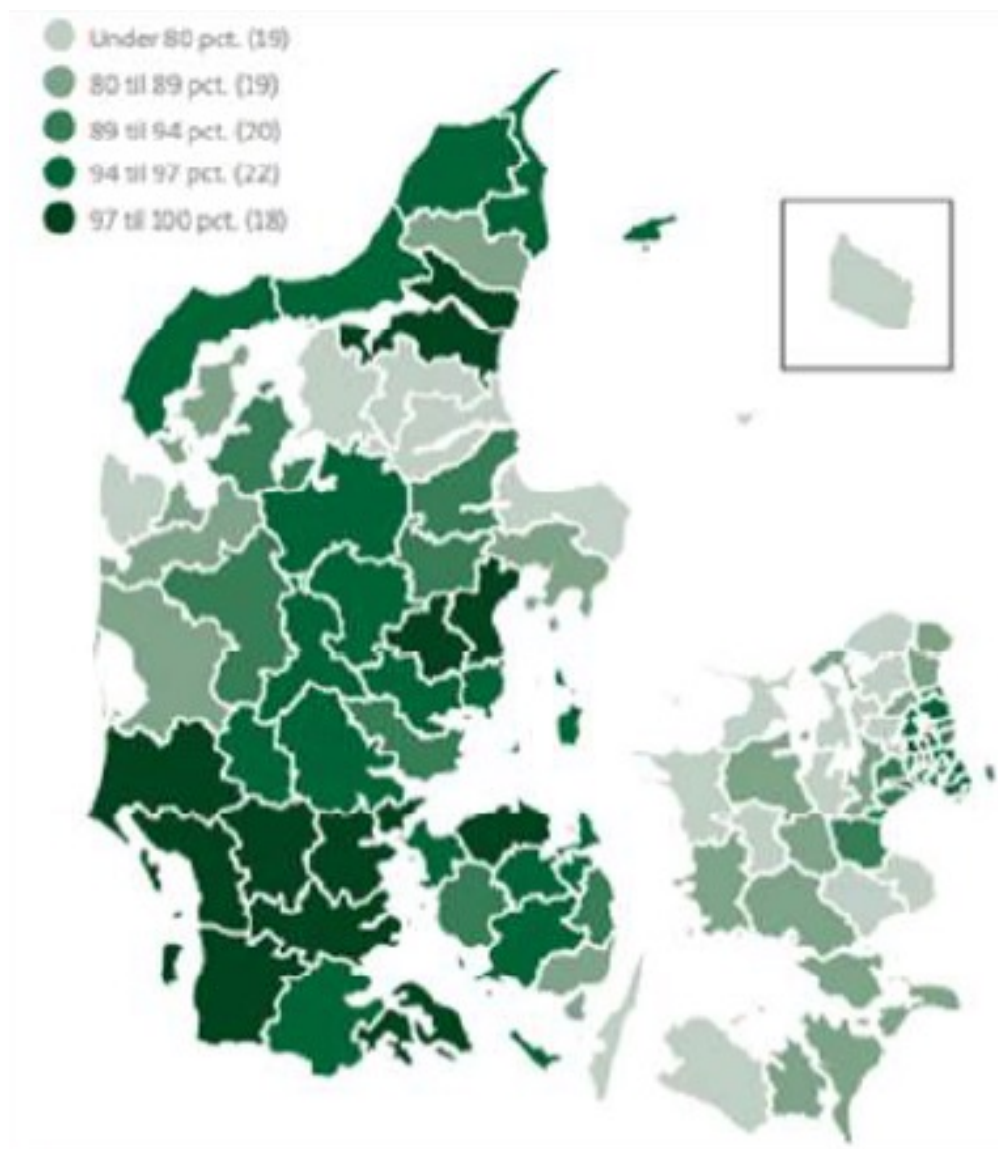 Under 80 pct. (19)
80 til 89 pct. (19)
89 til 94 pct. (20)
94 til 97 pct. (22)
97 til 100 pct. (18)